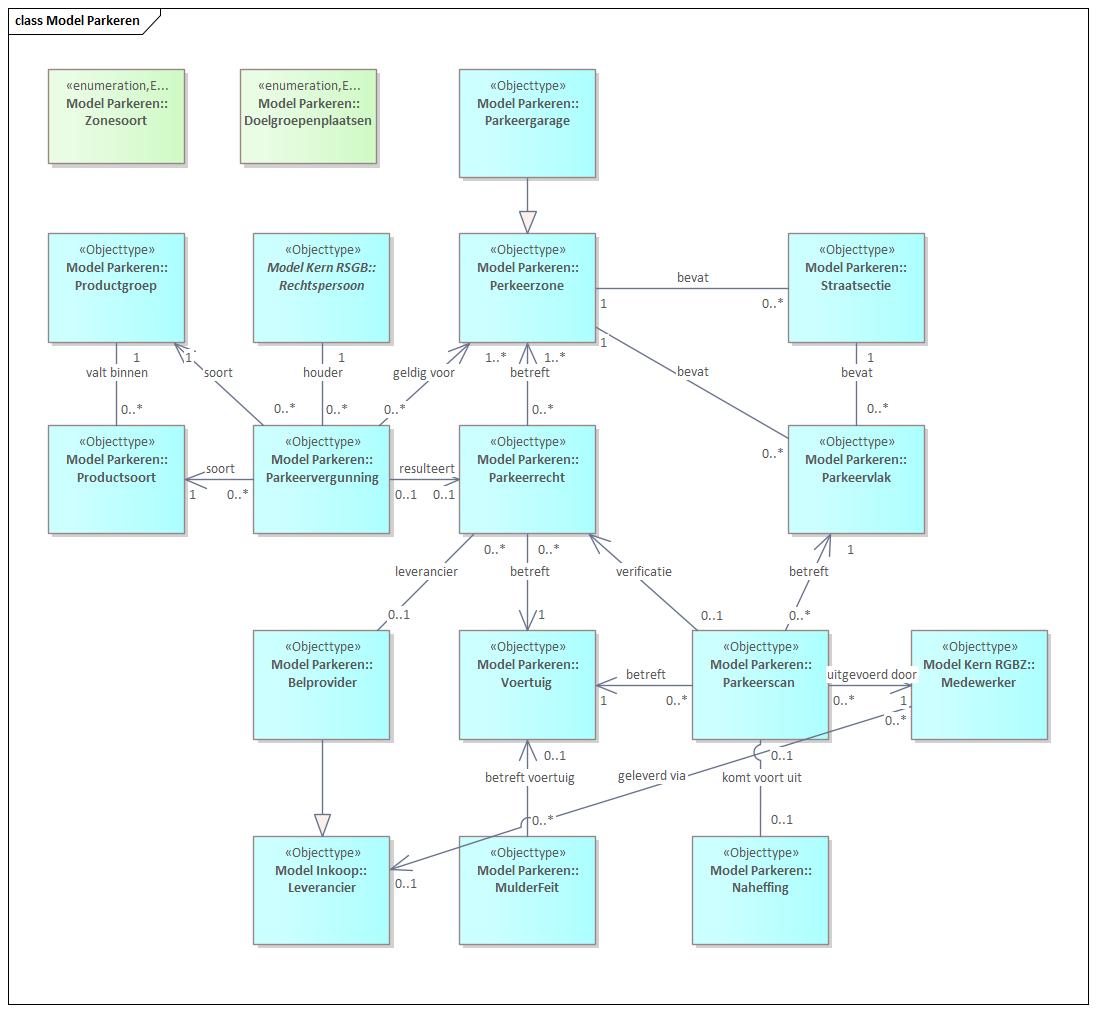 class Model Parkeren
«enumeration,E...
Model Parkeren::
Zonesoort
«enumeration,E...
Model Parkeren::
Doelgroepenplaatsen
«Objecttype»
Model Parkeren::
Parkeergarage
«Objecttype»
Model Parkeren::
Productgroep
«Objecttype»
Model Kern RSGB::
Rechtspersoon
«Objecttype»
Model Parkeren::
Perkeerzone
«Objecttype»
Model Parkeren::
Straatsectie
bevat
1
0..*
1
bevat
0..*
1
valt binnen
0..*
1
soort
0..*
1
houder
0..*
1..*
geldig voor
0..*
1..*
betreft
0..*
1
bevat
0..*
«Objecttype»
Model Parkeren::
Productsoort
«Objecttype»
Model Parkeren::
Parkeervergunning
«Objecttype»
Model Parkeren::
Parkeerrecht
«Objecttype»
Model Parkeren::
Parkeervlak
soort
1
0..*
resulteert
0..1
0..1
0..*
leverancier
0..1
0..*
betreft
1
verificatie
0..1
1
betreft
0..*
«Objecttype»
Model Parkeren::
Belprovider
«Objecttype»
Model Parkeren::
Voertuig
«Objecttype»
Model Parkeren::
Parkeerscan
«Objecttype»
Model Kern RGBZ::
Medewerker
betreft
1
0..*
uitgevoerd door
0..*
1
0..*
geleverd via
0..1
0..1
betreft voertuig
0..*
0..1
komt voort uit
0..1
«Objecttype»
Model Inkoop::
Leverancier
«Objecttype»
Model Parkeren::
MulderFeit
«Objecttype»
Model Parkeren::
Naheffing